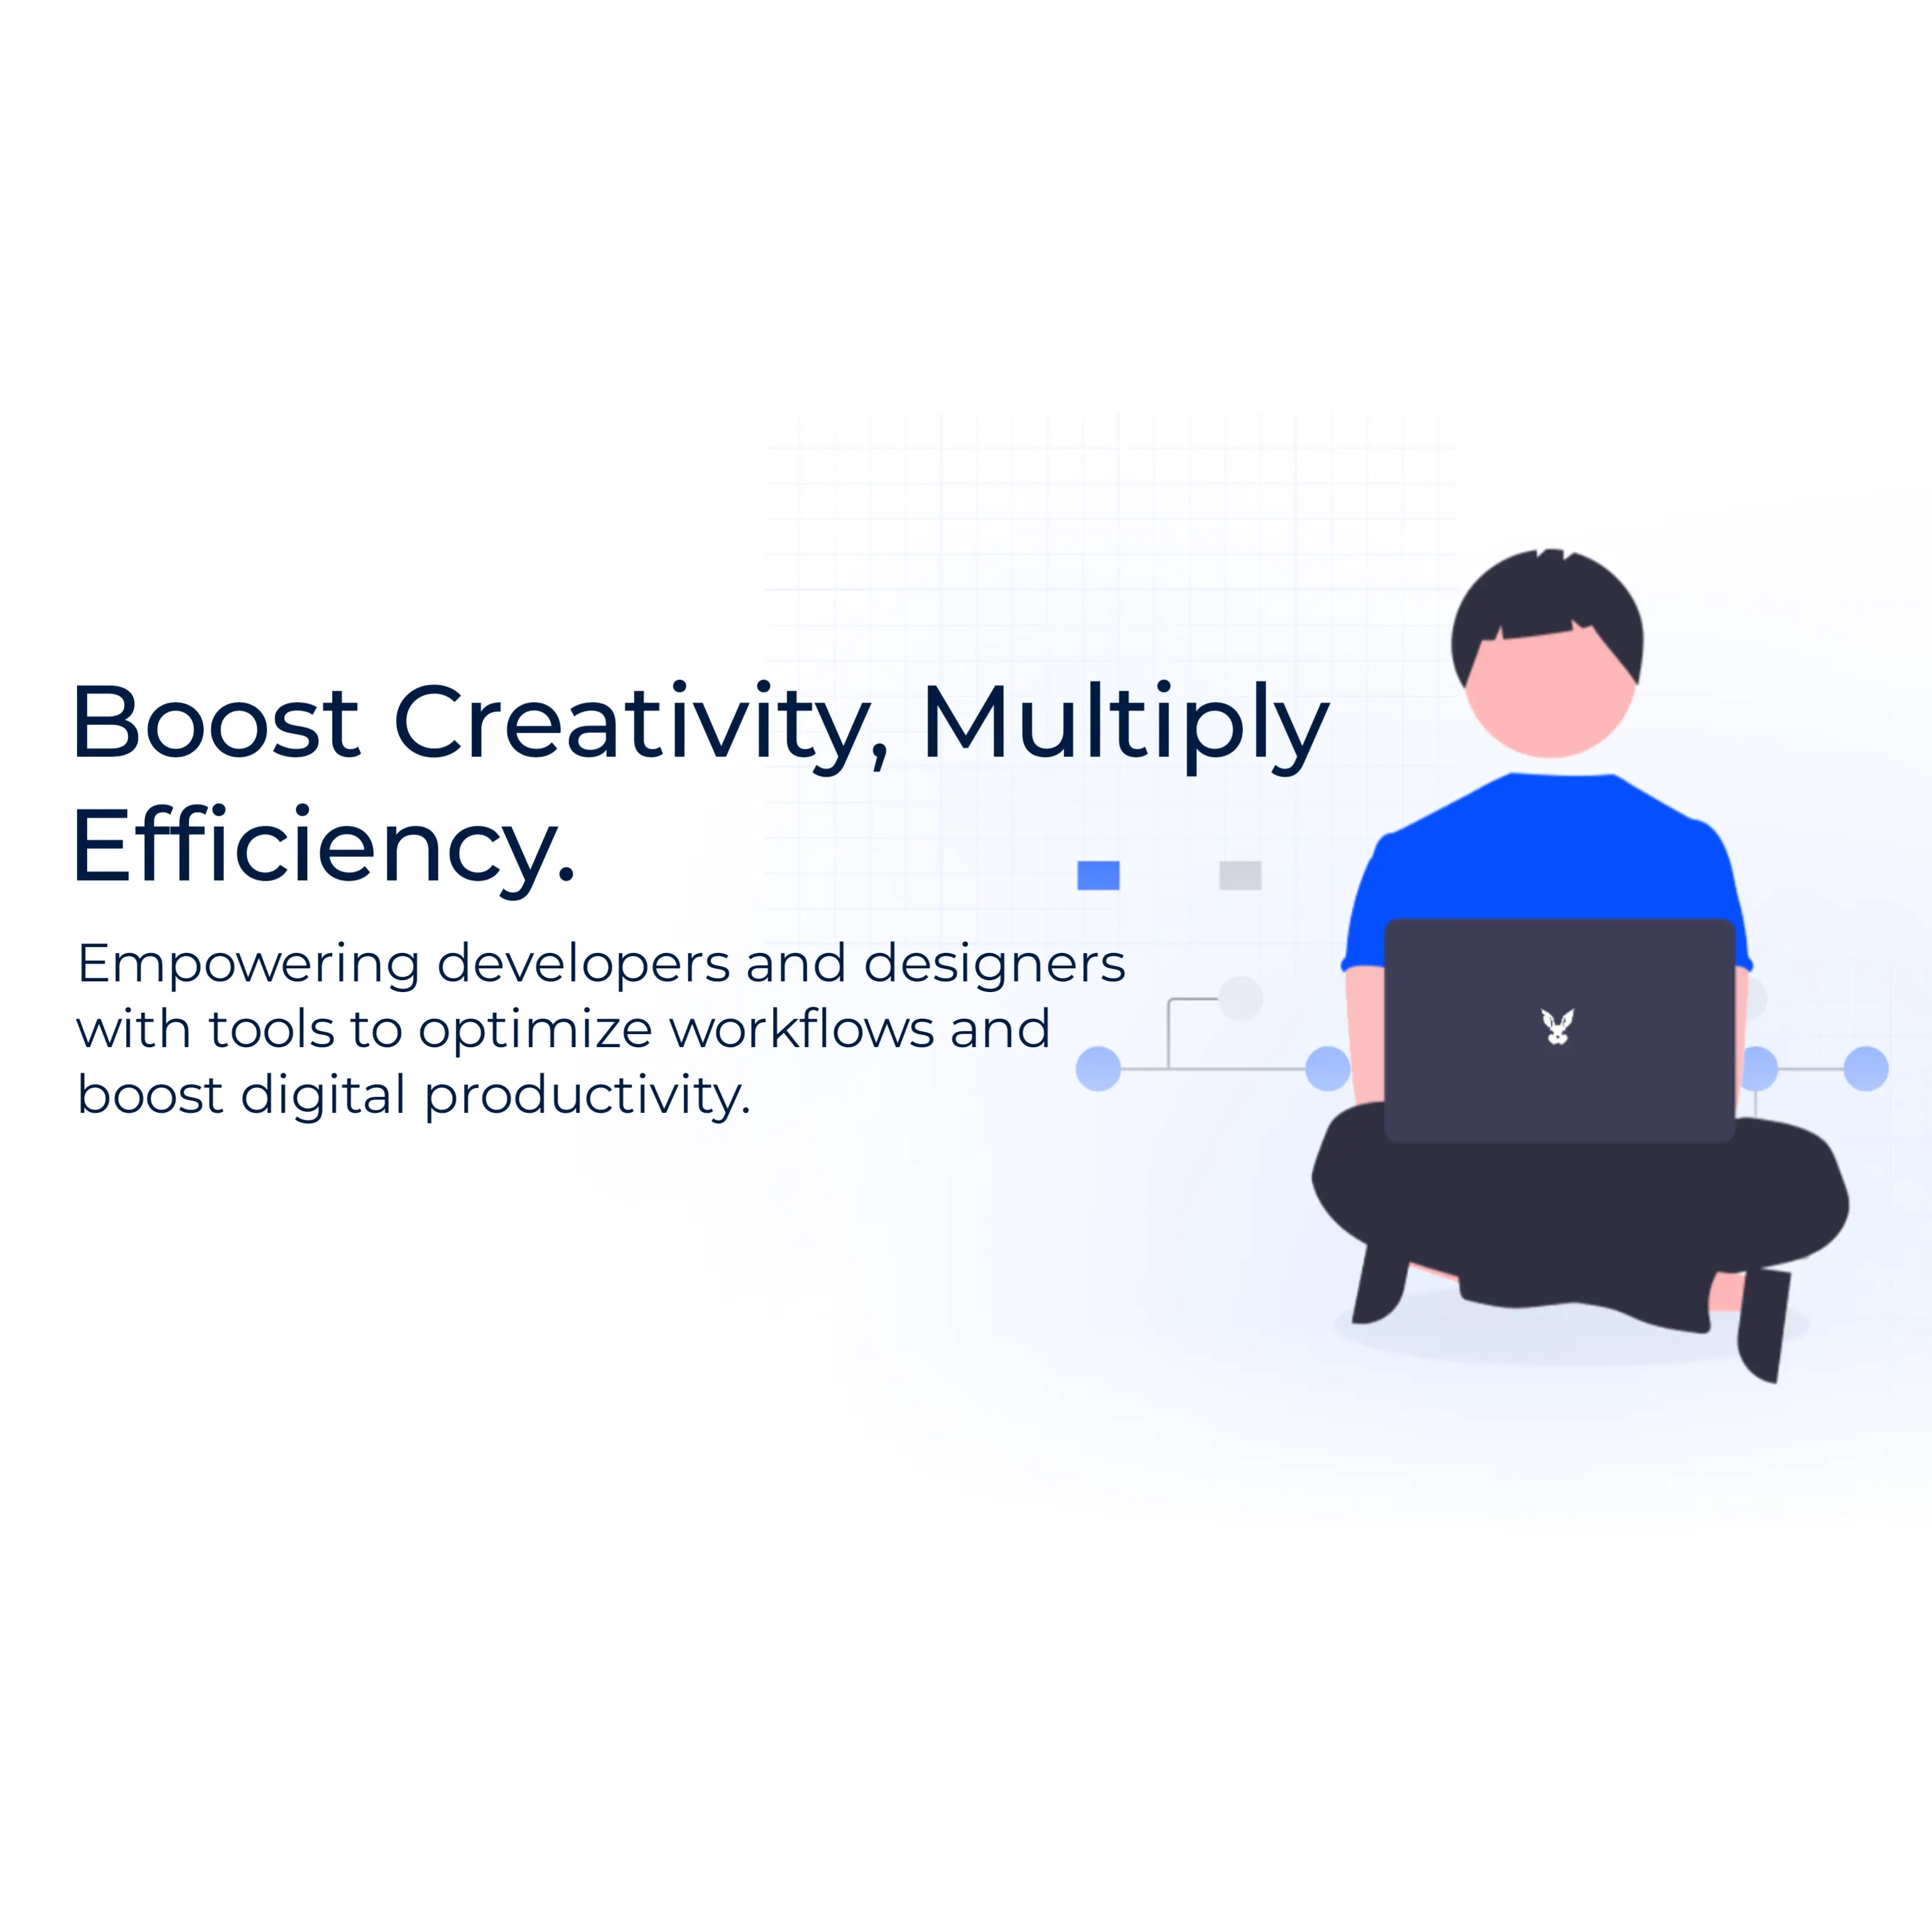 Boost Creativity, Multiply
Efficiency.
Empowering developers and designers
with tools to optimize workflows and
boost digital productivity.